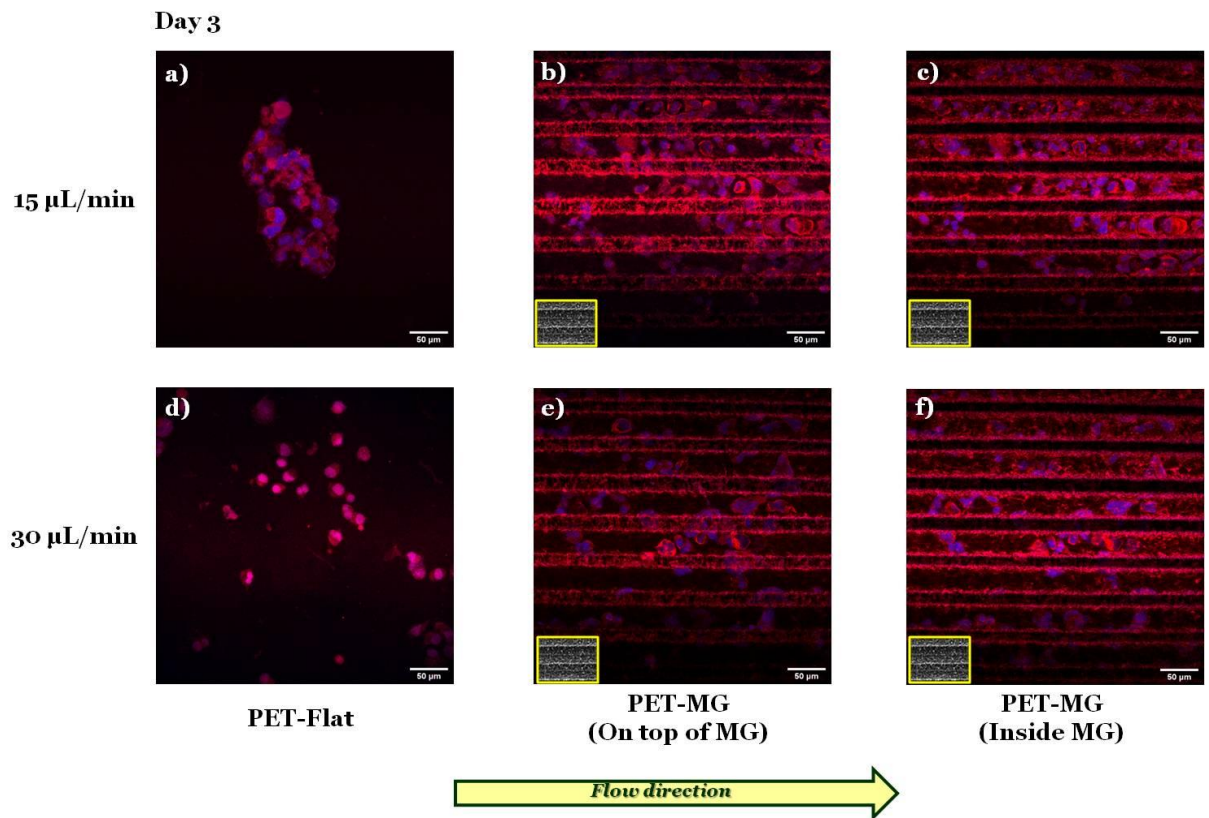 Day 3
a)
b)
c)
15 µL/min
50 µm
50 µm
50 µm
d)
e)
f)
30 µL/min
50 µm
50 µm
50 µm
PET-Flat
PET-MG
(On top of MG)
PET-MG
(Inside MG)
Flow direction